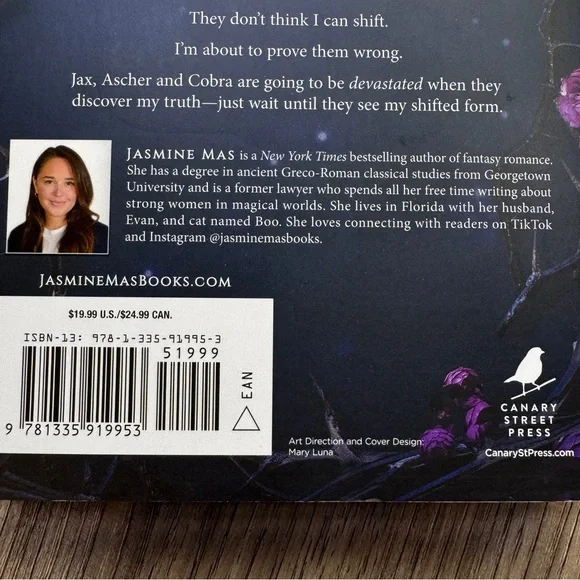 They don't think I can shift.
I'm about to prove them wrong.
Jax, Ascher and Cobra are going to be devastated when they
discover my truth—just wait until they see my shifted form.
JASMINE MAS is a New York Times bestselling author of fantasy romance.
She has a degree in ancient Greco-Roman classical studies from Georgetown
University and is a former lawyer who spends all her free time writing about
strong women in magical worlds. She lives in Florida with her husband,
Evan, and cat named Boo. She loves connecting with readers on TikTok
and Instagram @jasminemasbooks.
JASMINEMASBOOKS.COM
$19.99 U.S./$24.99 CAN.
ISBN-13: 978-1-335-91995-3
51999
EAN
9 781335 919953
Art Direction and Cover Design:
Mary Luna
CANARY
STREET
PRESS
CanaryStPress.com